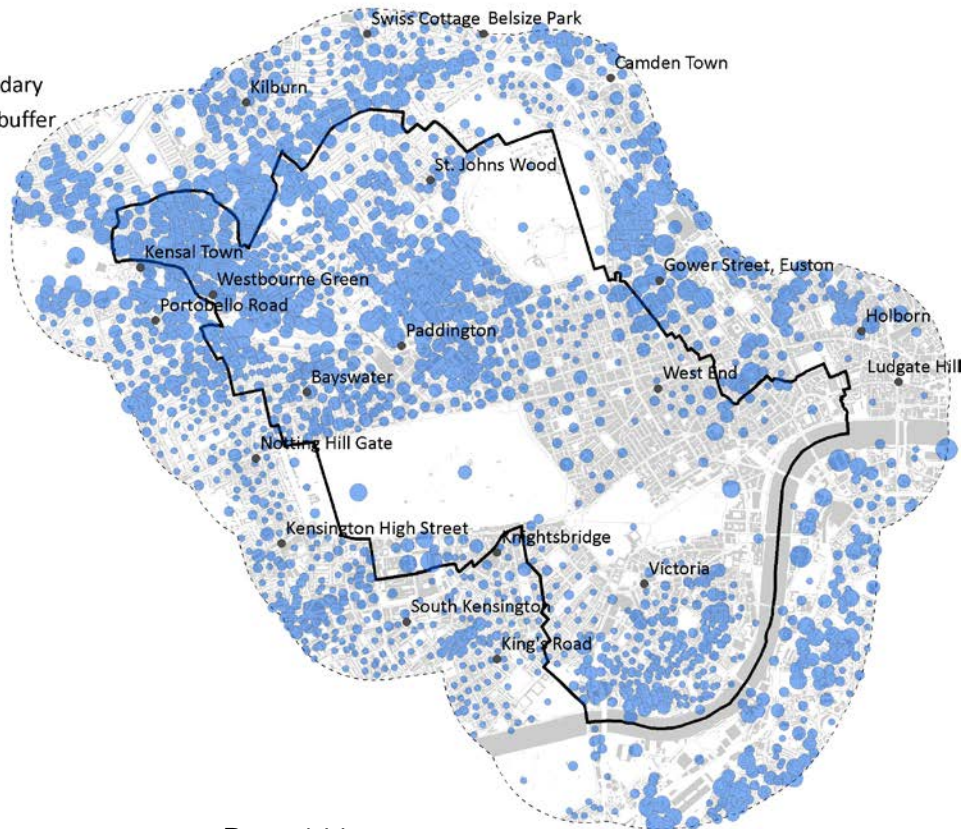 Swiss Cottage Belsize Park
Camden Town
dary
Kilburn
buffer
St. Johns Wood
Kensal Town
Gower Street, Euston
Westbourne Green
Portobello Road
Holborn
Paddington
Ludgate Hill
West End
Bayswater
Notting Hill Gate
Kensington High Street
Knightsbridge
Victoria
South Kensington
King's Road